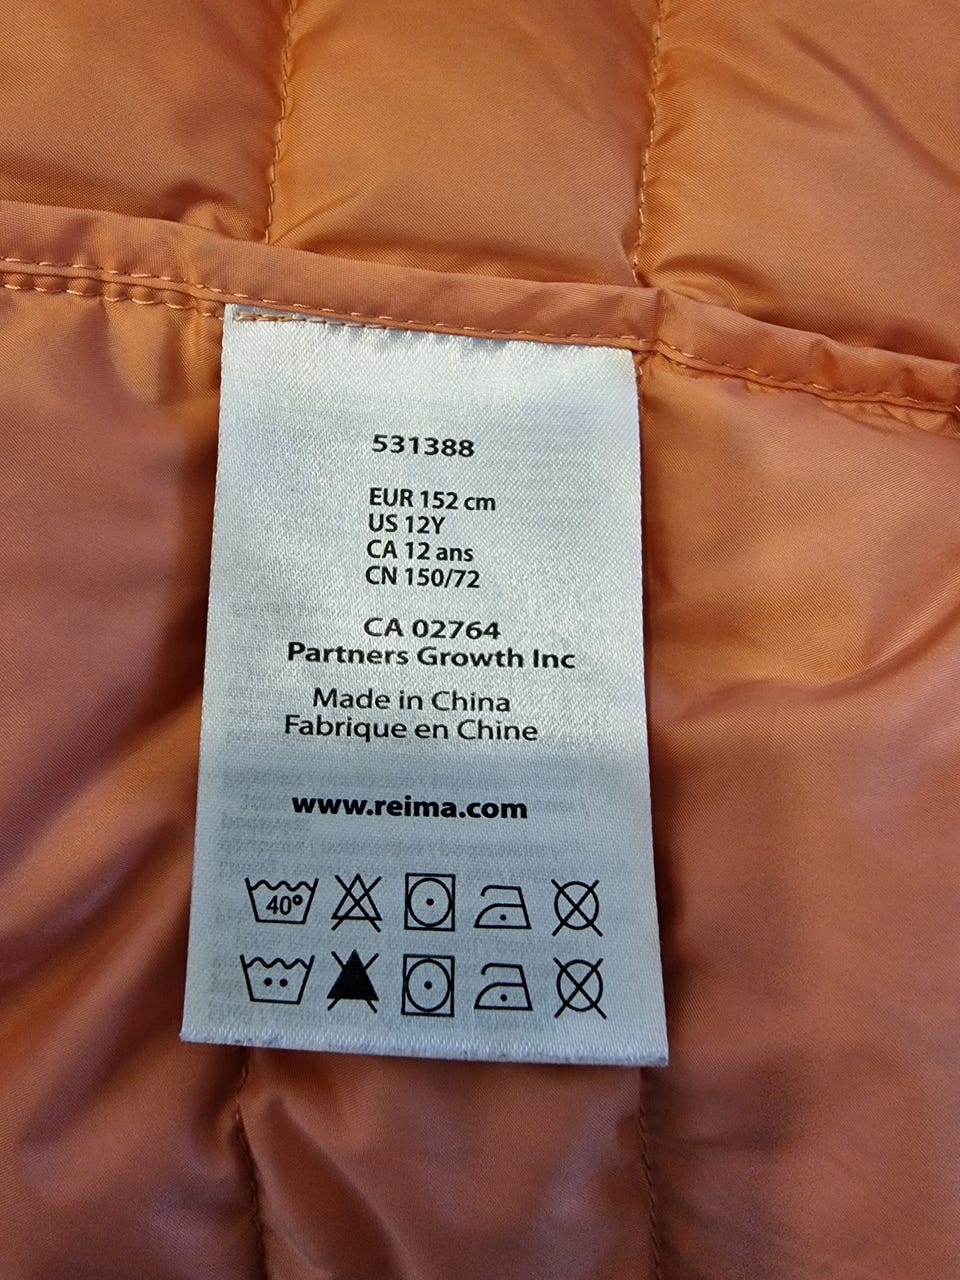 531388
EUR 152 cm
US 12Y
CA 12 ans
CN 150/72
CA 02764
Partners Growth Inc
Made in China
Fabrique en Chine
www.reima.com
40°